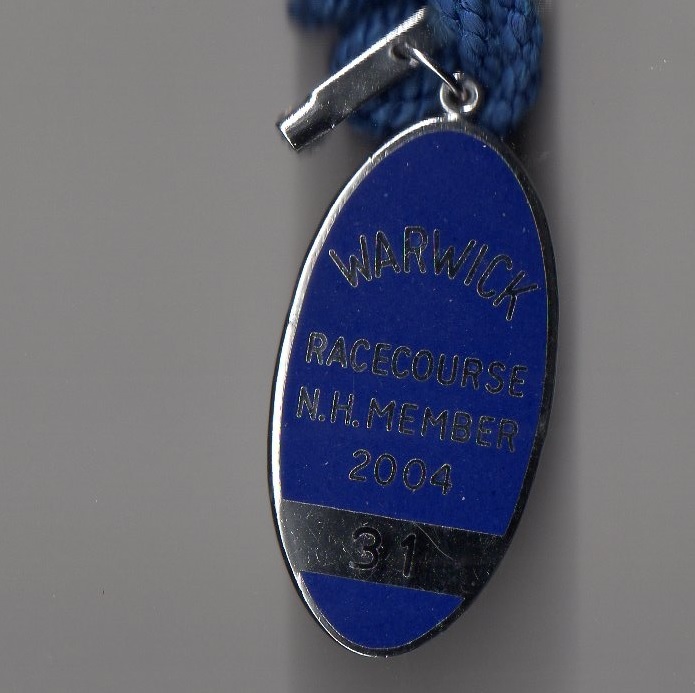 WARWICK
RACECOURSE
N.H. MEMBER
2004
31